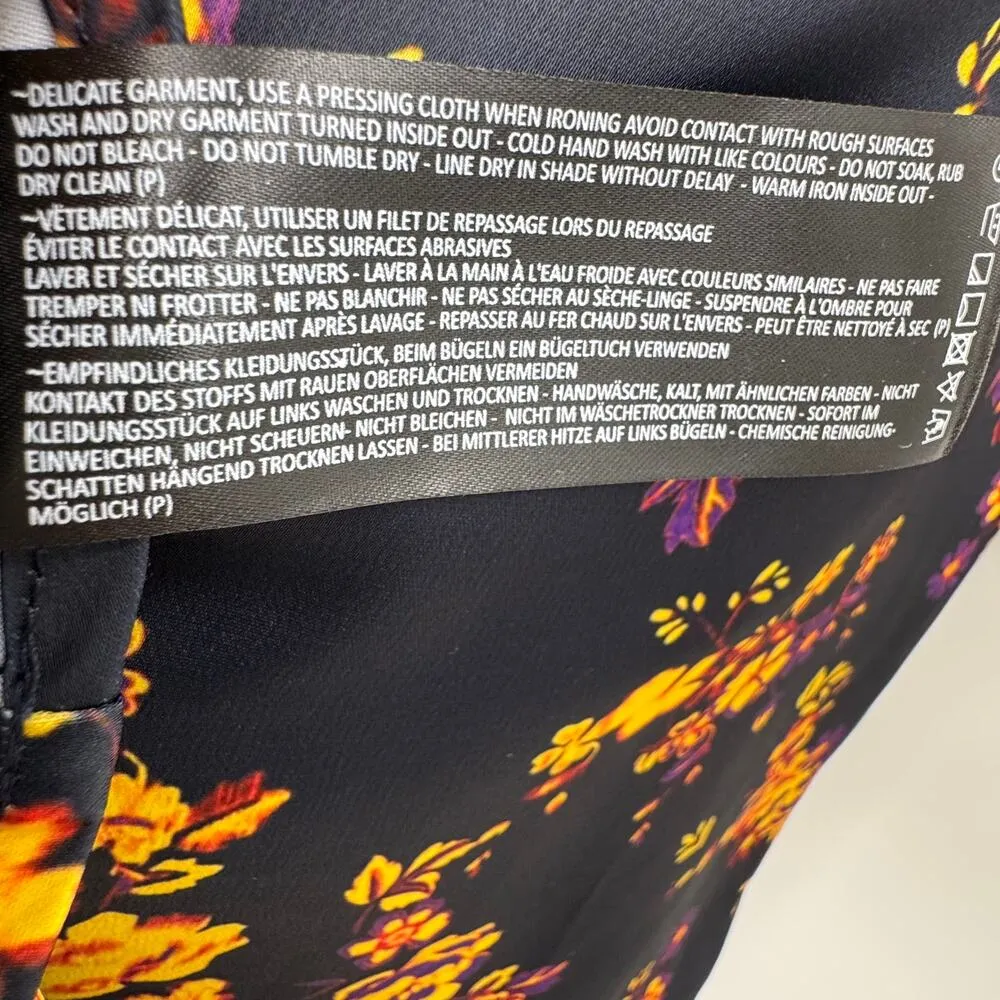 ~DELICATE GARMENT, USE A PRESSING CLOTH WHEN IRONING AVOID CONTACT WITH ROUGH SURFACES
WASH AND DRY GARMENT TURNED INSIDE OUT - COLD HAND WASH WITH LIKE COLOURS - DO NOT SOAK, RUB
DO NOT BLEACH - DO NOT TUMBLE DRY - LINE DRY IN SHADE WITHOUT DELAY - WARM IRON INSIDE OUT -
DRY CLEAN (P)
~VÊTEMENT DÉLICAT, UTILISER UN FILET DE REPASSAGE LORS DU REPASSAGE
ÉVITER LE CONTACT AVEC LES SURFACES ABRASIVES
LAVER ET SÉCHER SUR L'ENVERS - LAVER À LA MAIN À L'EAU FROIDE AVEC COULEURS SIMILAIRES - NE PAS FAIRE
TREMPER NI FROTTER - NE PAS BLANCHIR - NE PAS SÉCHER AU SÈCHE-LINGE - SUSPENDRE À L'OMBRE POUR
SÉCHER IMMÉDIATEMENT APRÈS LAVAGE - REPASSER AU FER CHAUD SUR L'ENVERS - PEUT ÊTRE NETTOYÉ À SEC (P)
~EMPFINDLICHES KLEIDUNGSSTÜCK, BEIM BÜGELN EIN BÜGELTUCH VERWENDEN
KONTAKT DES STOFFS MIT RAUEN OBERFLÄCHEN VERMEIDEN
KLEIDUNGSSTÜCK AUF LINKS WASCHEN UND TROCKNEN - HANDWÄSCHE, KALT, MIT ÄHNLICHEN FARBEN - NICHT
EINWEICHEN, NICHT SCHEUERN- NICHT BLEICHEN - NICHT IM WÄSCHETROCKNER TROCKNEN - SOFORT IM
SCHATTEN HÄNGEND TROCKNEN LASSEN - BEI MITTLERER HITZE AUF LINKS BÜGELN - CHEMISCHE REINIGUNG-
MÖGLICH (P)